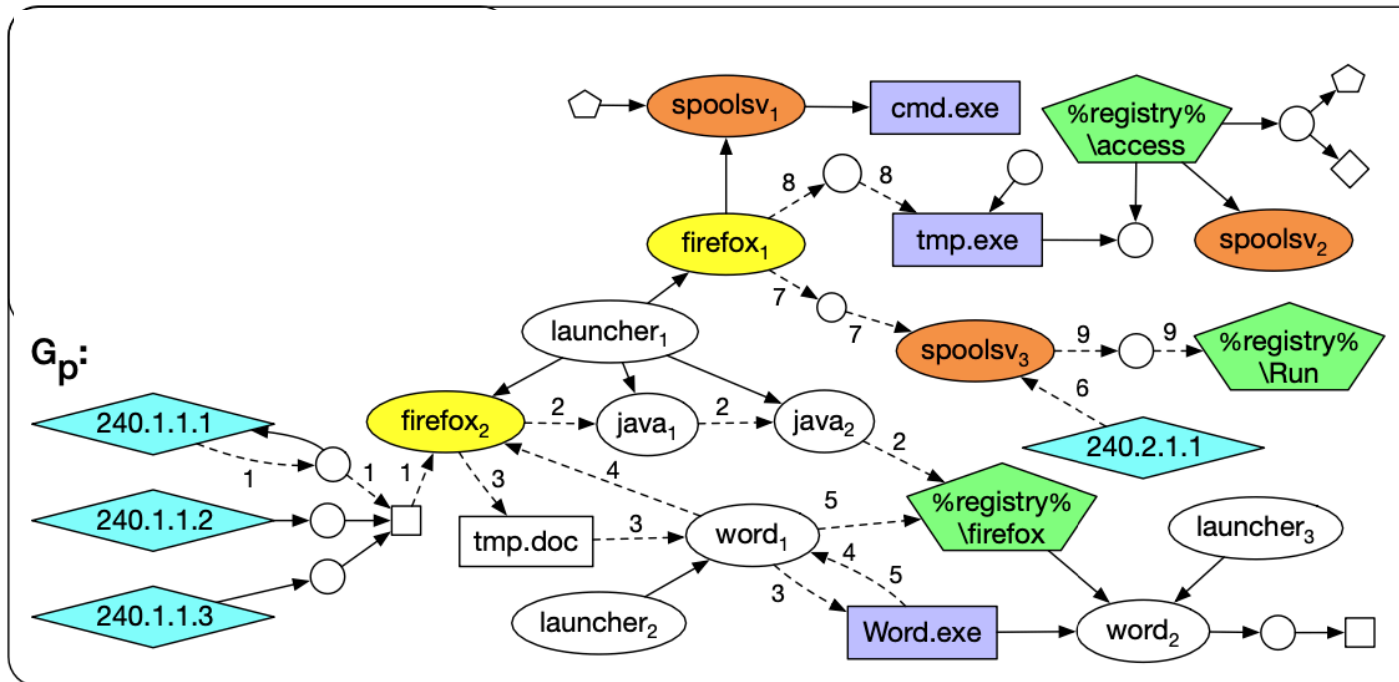 spoolsv1
cmd.exe
%registry%
\access
8
8
firefox1
tmp.exe
spoolsv2
7
7
launcher1
spoolsv3
9
9
%registry%
\Run
Gp:
6
240.1.1.1
firefox2
2
java1
2
java2
240.2.1.1
1
1
1
3
4
2
240.1.1.2
tmp.doc
3
word1
5
%registry%
\firefox
launcher3
4
5
3
240.1.1.3
launcher2
Word.exe
word2